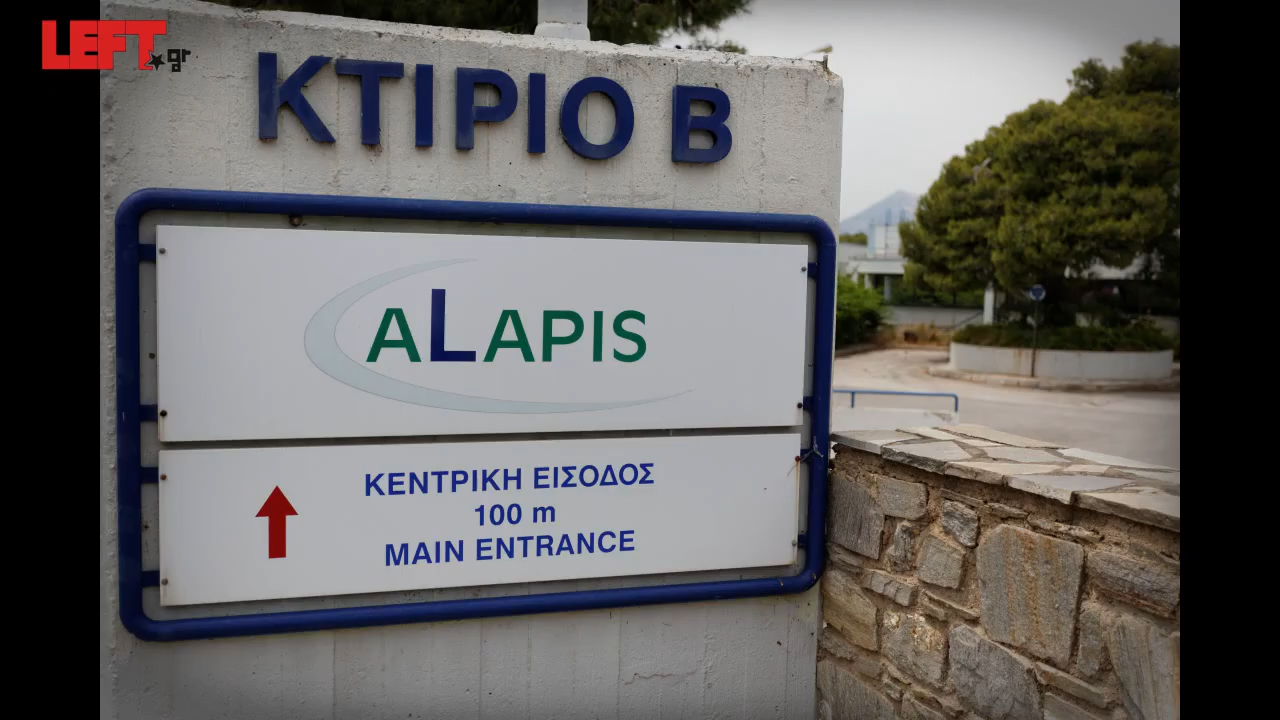 LEFT.gr
ΚΤΙΡΙΟ Β
ALAPIS
ΚΕΝΤΡΙΚΗ ΕΙΣΟΔΟΣ
100 m
MAIN ENTRANCE